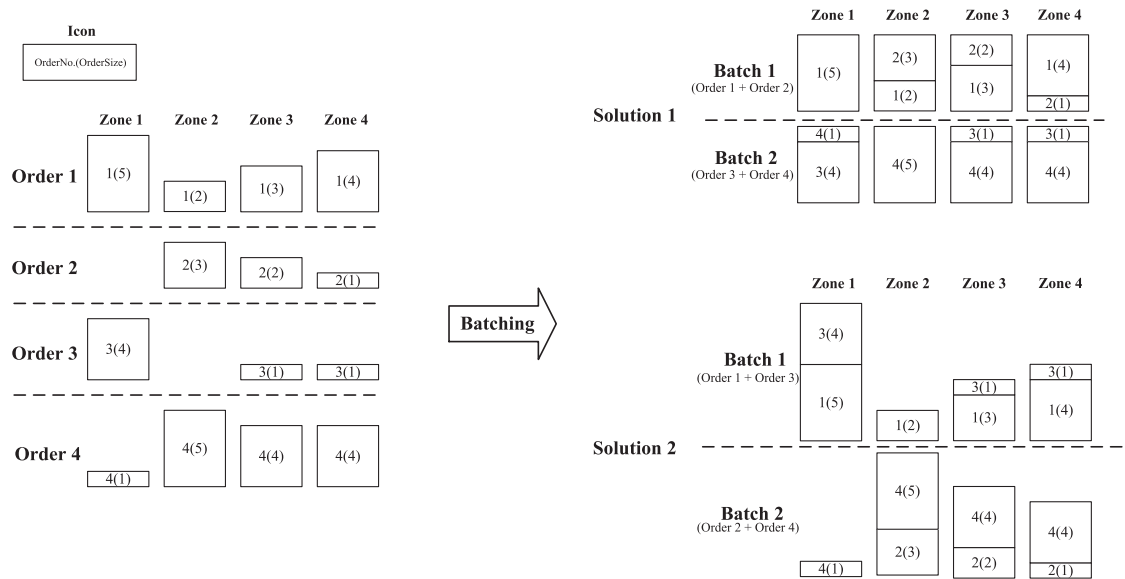 Icon
OrderNo.(OrderSize)
Zone 1 Zone 2 Zone 3 Zone 4
Order 1
1(5) 1(2) 1(3) 1(4)
Order 2
2(3) 2(2) 2(1)
Order 3
3(4) 3(1) 3(1)
Order 4
4(1) 4(5) 4(4) 4(4)
Batching
Zone 1 Zone 2 Zone 3 Zone 4
Solution 1
Batch 1
(Order 1 + Order 2)
2(3) 2(2)
1(5) 1(2) 1(3) 1(4)
2(1)
Batch 2
(Order 3 + Order 4)
4(1) 3(1) 3(1)
3(4) 4(5) 4(4) 4(4)
Zone 1 Zone 2 Zone 3 Zone 4
Solution 2
Batch 1
(Order 1 + Order 3)
3(4) 3(1) 3(1)
1(5) 1(2) 1(3) 1(4)
Batch 2
(Order 2 + Order 4)
4(5) 4(4) 4(4)
4(1) 2(3) 2(2) 2(1)